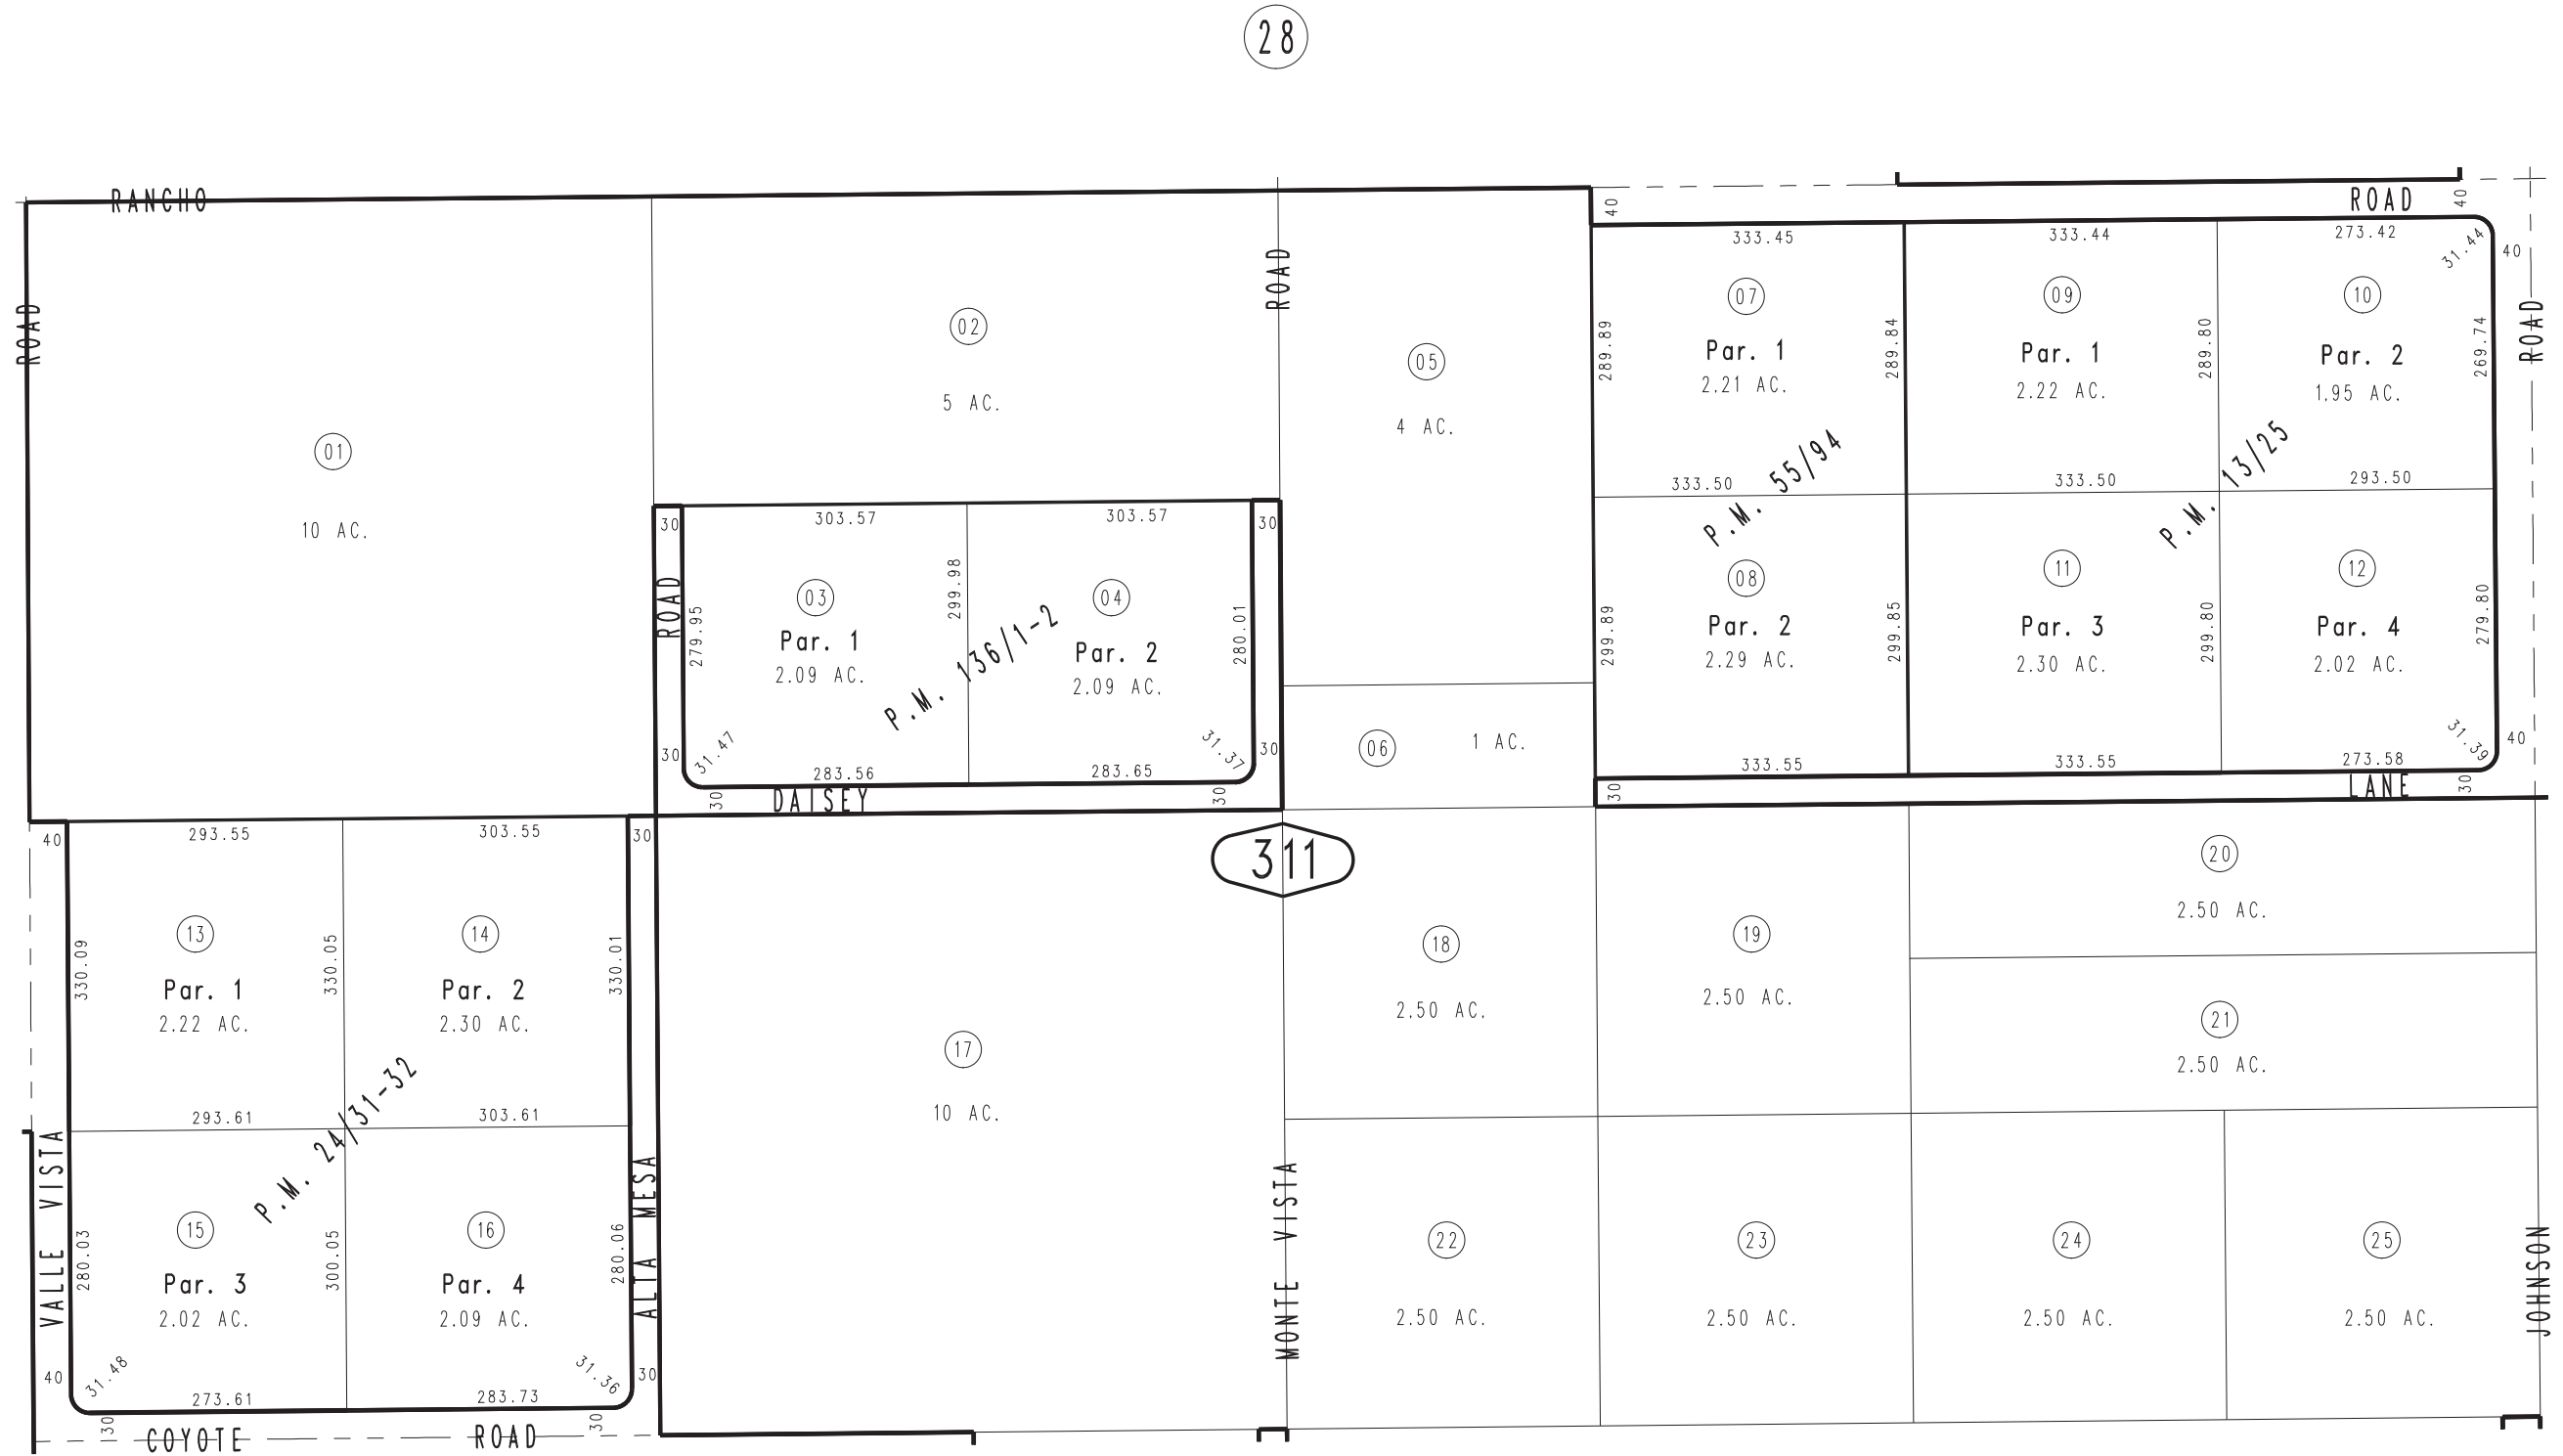 28
RANCHO
ROAD
40
40
333.45
333.44
273.42
31.44
40
ROAD
ROAD
ROAD
01
10 AC.
02
5 AC.
05
4 AC.
07
Par. 1
2.21 AC.
289.89
289.84
09
Par. 1
2.22 AC.
289.80
10
Par. 2
1.95 AC.
269.74
P.M. 55/94
P.M. 13/25
333.50
333.50
293.50
30
303.57
303.57
30
ROAD
279.95
03
Par. 1
2.09 AC.
299.98
04
Par. 2
2.09 AC.
280.01
P.M. 136/1-2
299.89
08
Par. 2
2.29 AC.
299.85
11
Par. 3
2.30 AC.
299.80
12
Par. 4
2.02 AC.
279.80
06
1 AC.
30
31.47
283.56
283.65
31.37
30
333.55
333.55
273.58
31.39
40
30
DAISEY
30
30
LANE
30
311
40
293.55
303.55
30
13
Par. 1
2.22 AC.
330.09
330.05
14
Par. 2
2.30 AC.
330.01
293.61
303.61
P.M. 24/31-32
17
10 AC.
18
2.50 AC.
19
2.50 AC.
20
2.50 AC.
21
2.50 AC.
VALLE VISTA
280.03
15
Par. 3
2.02 AC.
300.05
16
Par. 4
2.09 AC.
280.06
ALTA MESA
MONTE VISTA
22
2.50 AC.
23
2.50 AC.
24
2.50 AC.
25
2.50 AC.
JOHNSON
40
31.48
273.61
283.73
31.36
30
30
COYOTE
ROAD
30